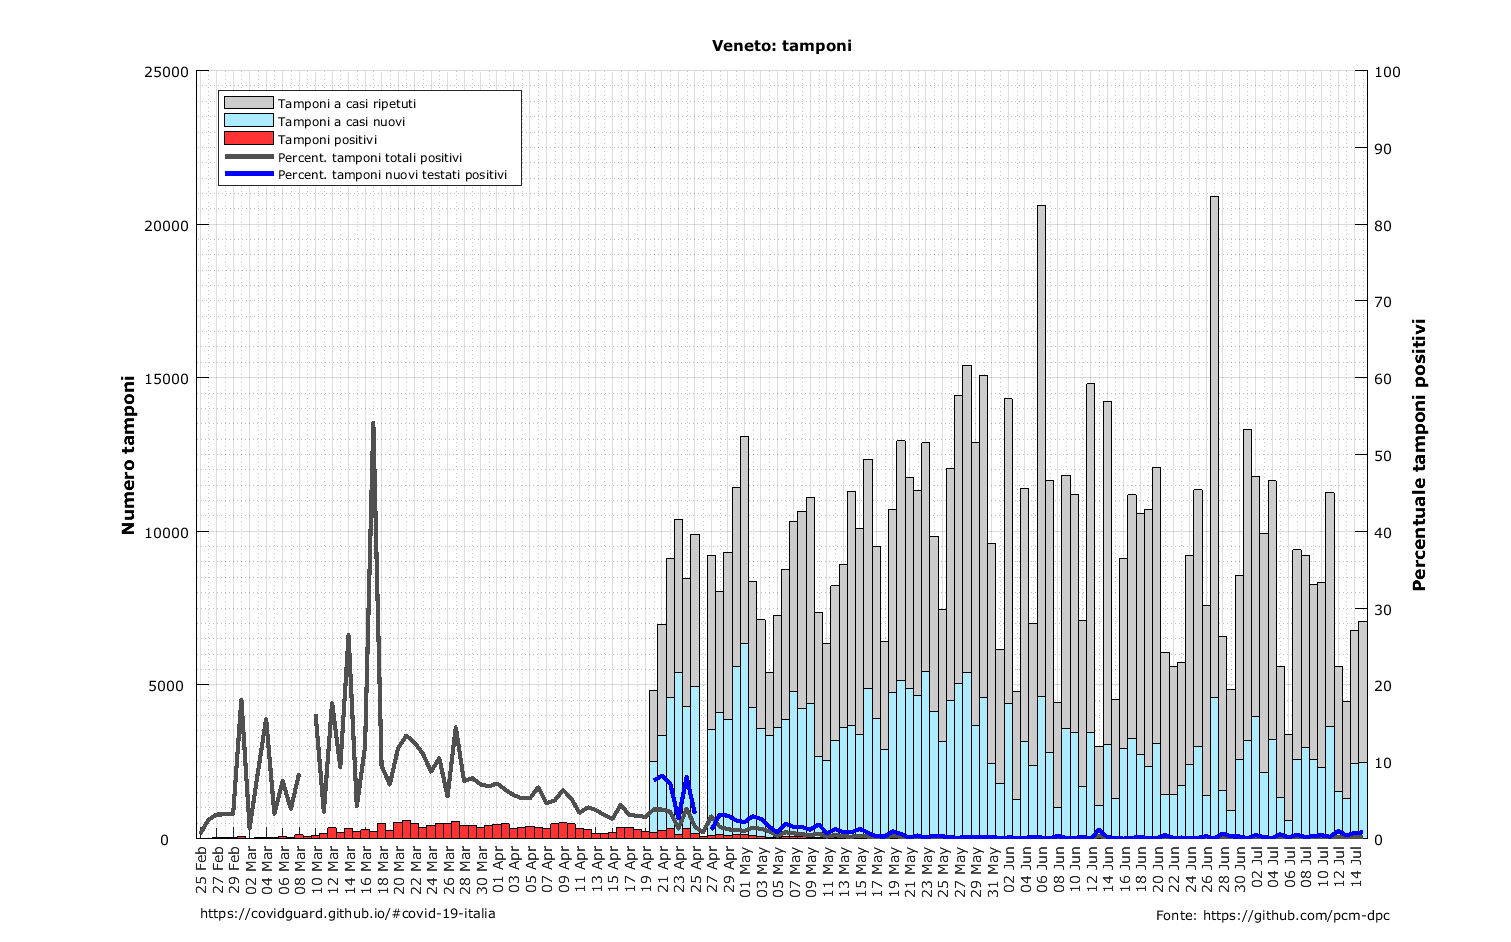 Veneto: tamponi
25000
20000
15000
10000
5000
0
Numero tamponi
Tamponi a casi ripetuti
Tamponi a casi nuovi
Tamponi positivi
Percent. tamponi totali positivi
Percent. tamponi nuovi testati positivi
100
90
80
70
60
50
40
30
20
10
0
Percentuale tamponi positivi
25 Feb
27 Feb
29 Feb
02 Mar
04 Mar
06 Mar
08 Mar
10 Mar
12 Mar
14 Mar
16 Mar
18 Mar
20 Mar
22 Mar
24 Mar
26 Mar
28 Mar
30 Mar
01 Apr
03 Apr
05 Apr
07 Apr
09 Apr
11 Apr
13 Apr
15 Apr
17 Apr
19 Apr
21 Apr
23 Apr
25 Apr
27 Apr
29 Apr
01 May
03 May
05 May
07 May
09 May
11 May
13 May
15 May
17 May
19 May
21 May
23 May
25 May
27 May
29 May
31 May
02 Jun
04 Jun
06 Jun
08 Jun
10 Jun
12 Jun
14 Jun
16 Jun
18 Jun
20 Jun
22 Jun
24 Jun
26 Jun
28 Jun
30 Jun
02 Jul
04 Jul
06 Jul
08 Jul
10 Jul
12 Jul
14 Jul
https://covidguard.github.io/#covid-19-italia
Fonte: https://github.com/pcm-dpc